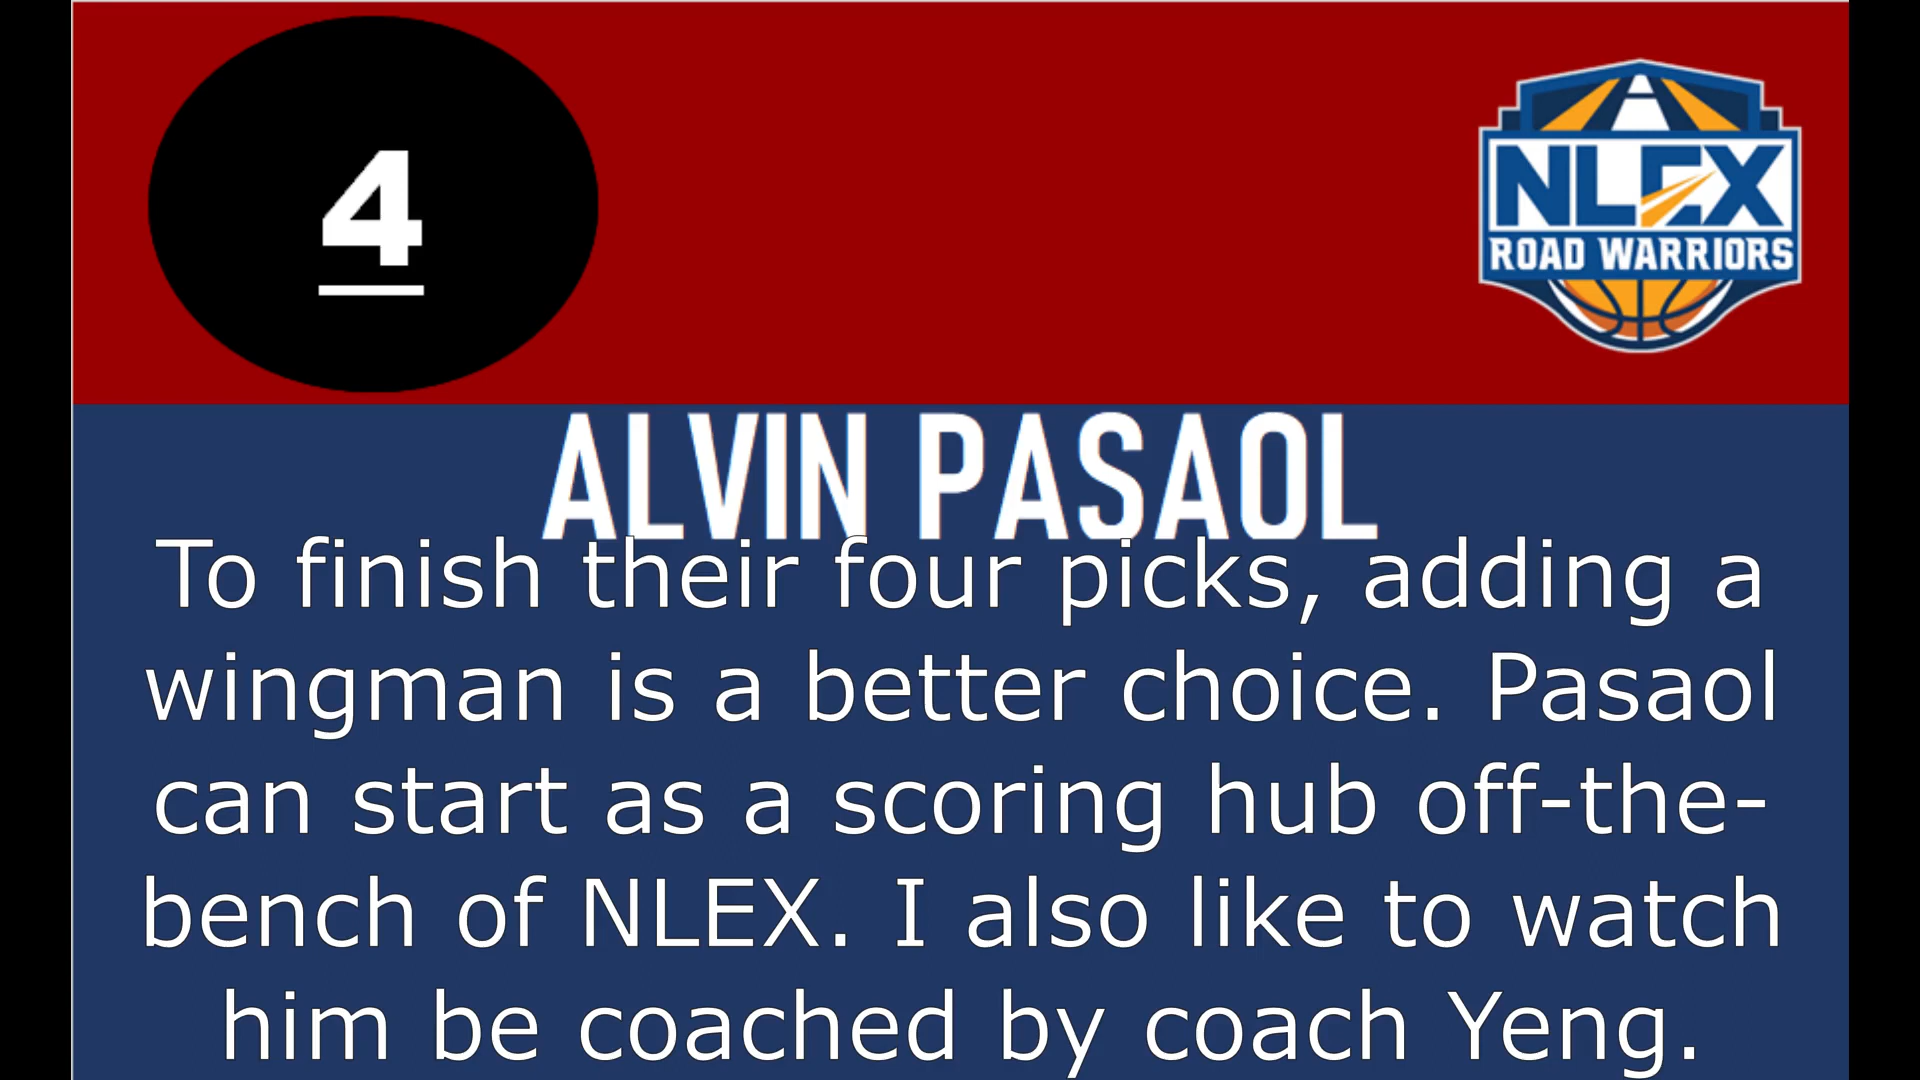 4
NLEX
ROAD WARRIORS
ALVIN PASAOL
To finish their four picks, adding a
wingman is a better choice. Pasaol
can start as a scoring hub off-the-
bench of NLEX. I also like to watch
him be coached by coach Yeng.